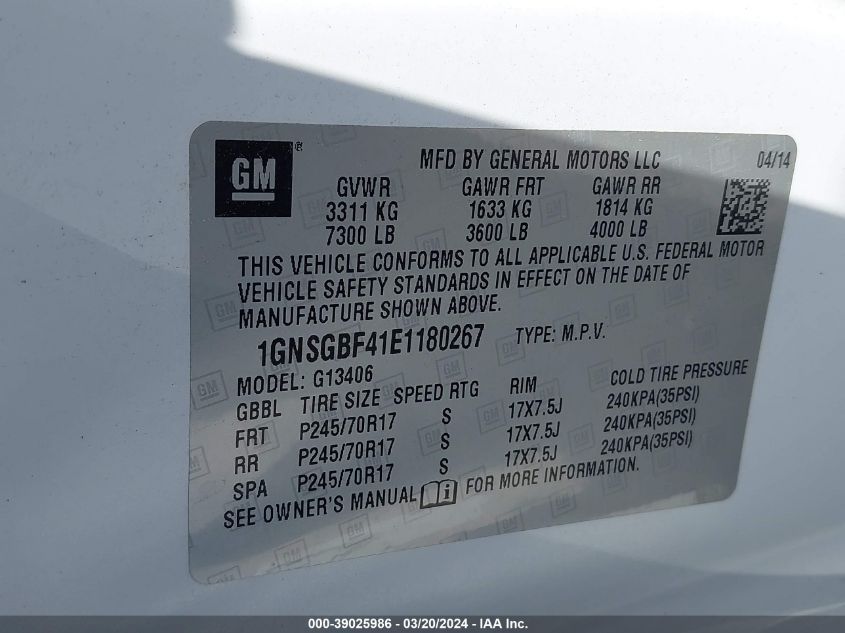 GM ®
MFD BY GENERAL MOTORS LLC 04/14
GVWR GAWR FRT GAWR RR
3311 KG 1633 KG 1814 KG
7300 LB 3600 LB 4000 LB
THIS VEHICLE CONFORMS TO ALL APPLICABLE U.S. FEDERAL MOTOR
VEHICLE SAFETY STANDARDS IN EFFECT ON THE DATE OF
MANUFACTURE SHOWN ABOVE.
1GNSGBF41E1180267 TYPE: M.P.V.
MODEL: G13406
GBBL TIRE SIZE SPEED RTG RIM COLD TIRE PRESSURE
FRT P245/70R17 S 17X7.5J 240KPA(35PSI)
RR P245/70R17 S 17X7.5J 240KPA(35PSI)
SPA P245/70R17 S 17X7.5J 240KPA(35PSI)
SEE OWNER'S MANUAL i FOR MORE INFORMATION.
000-39025986 - 03/20/2024 - IAA Inc.